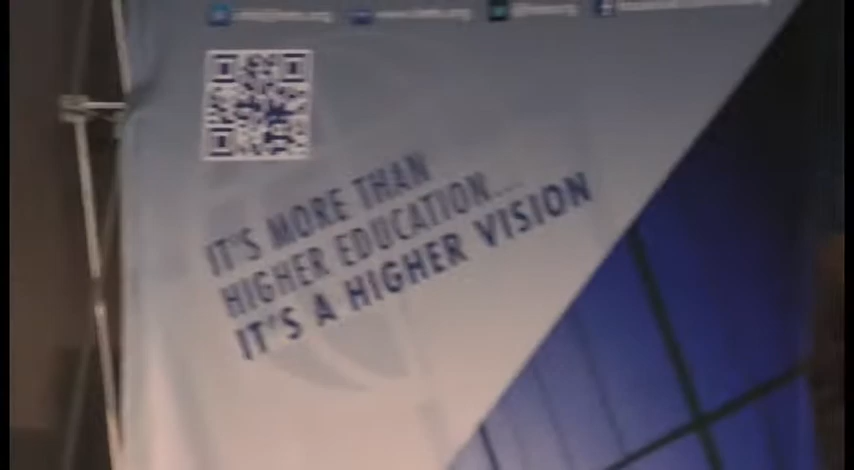 IT'S MORE THAN
HIGHER EDUCATION...
IT'S A HIGHER VISION